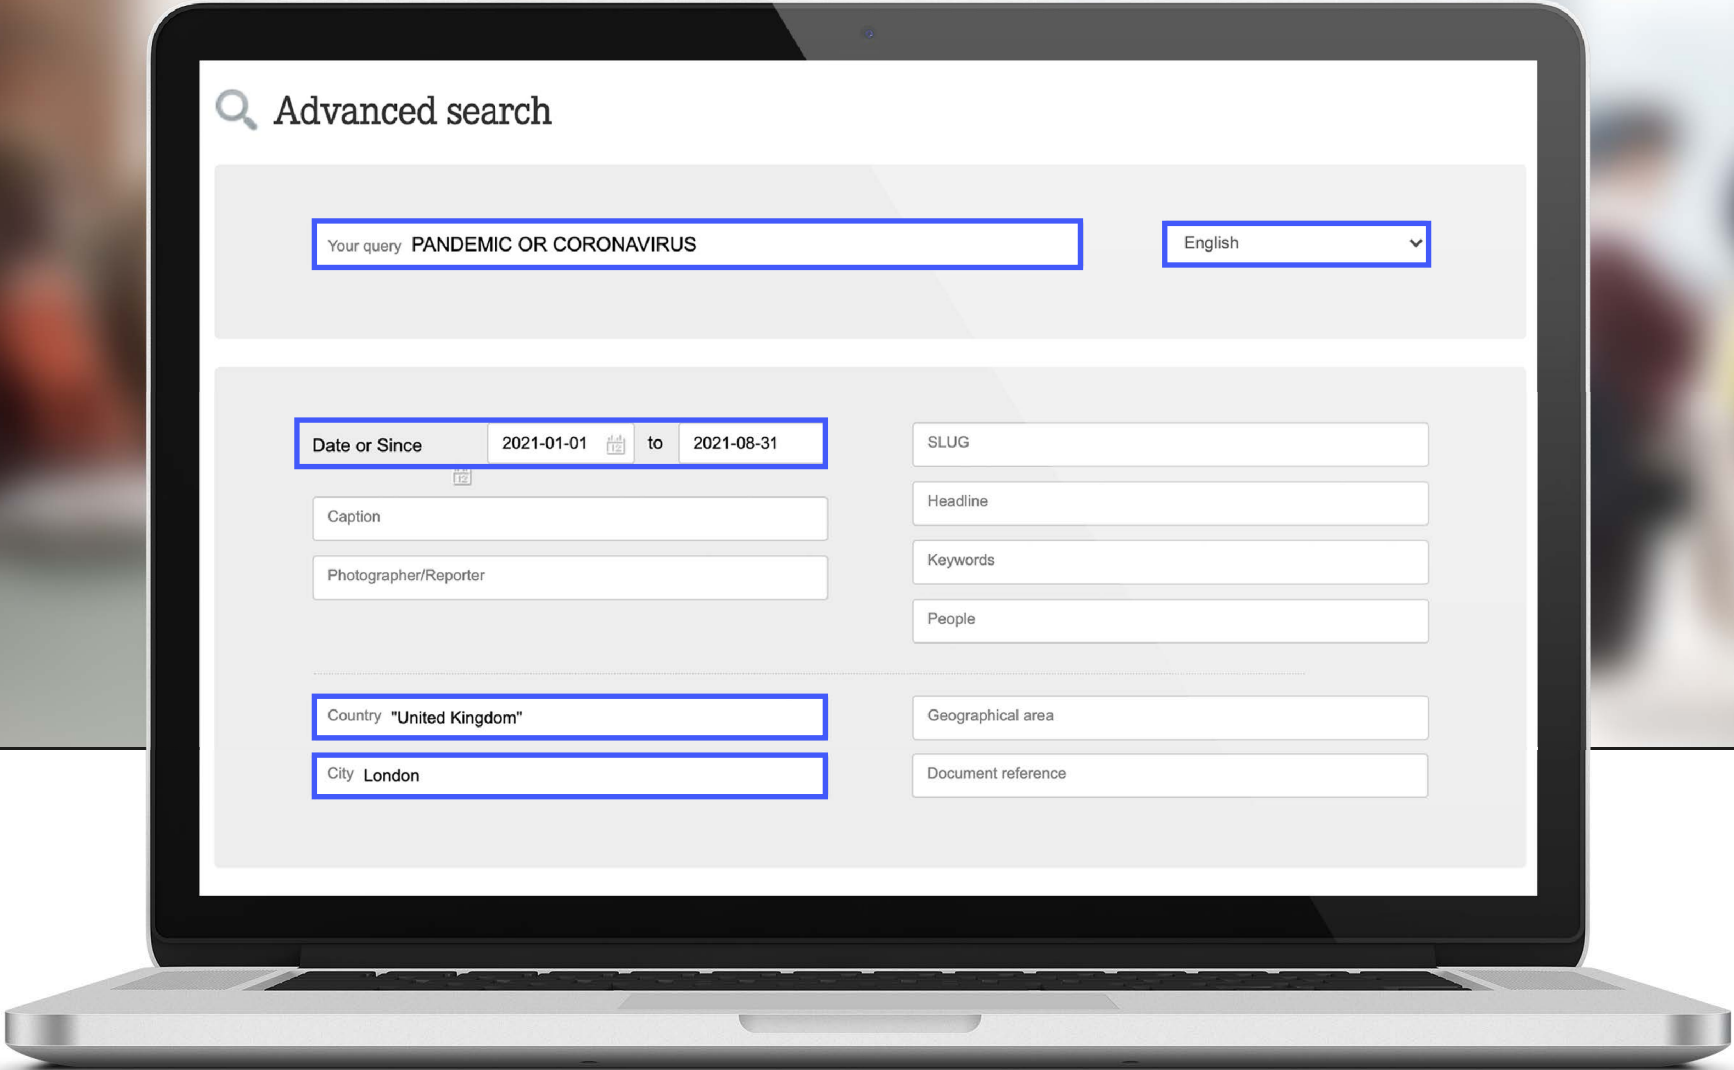 Advanced search
Your query PANDEMIC OR CORONAVIRUS
English
Date or Since 2021-01-01 to 2021-08-31
Caption
Photographer/Reporter
SLUG
Headline
Keywords
People
Country "United Kingdom"
City London
Geographical area
Document reference